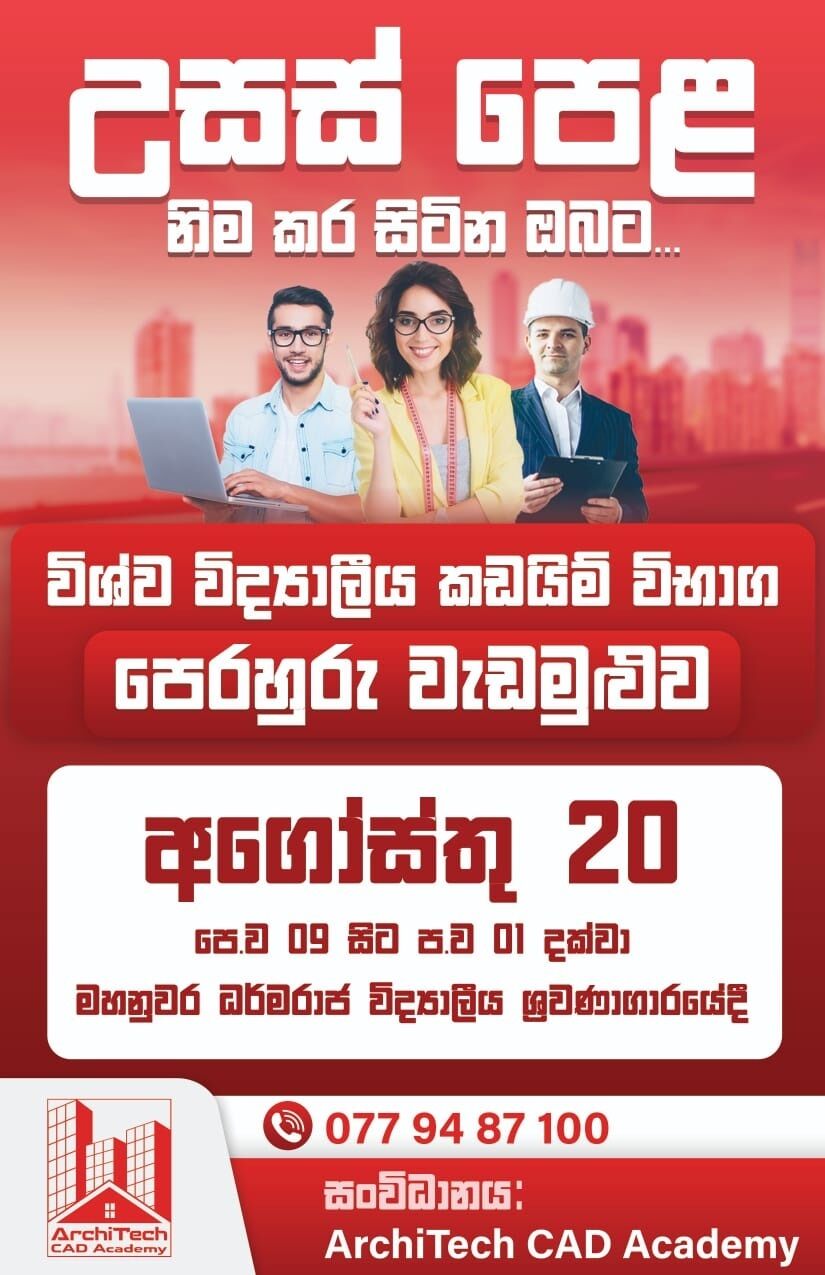 උසස් පෙළ
නිම කර සිටින ඔබට...
විශ්ව විද්‍යාලීය කඩයිම් විභාග
පෙරහුරු වැඩමුළුව
අගෝස්තු 20
පෙ.ව 09 සිට ප.ව 01 දක්වා
මහනුවර ධර්මරාජ විද්‍යාලීය ශ්‍රවණාගාරයේදී
077 94 87 100
සංවිධානය:
ArchiTech CAD Academy
ArchiTech
CAD Academy